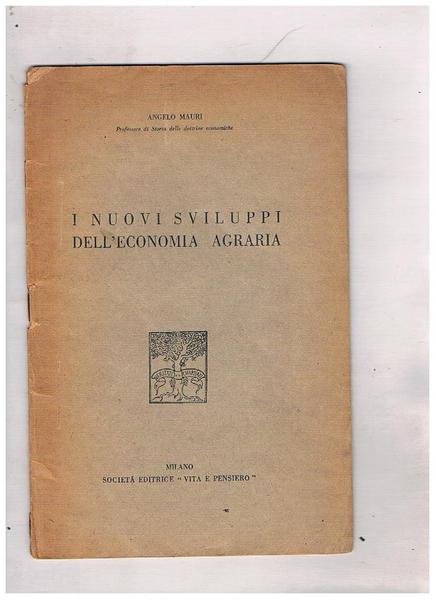 ANGELO MAURI
Professore di Storia delle dottrine economiche
I NUOVI SVILUPPI
DELL'ECONOMIA AGRARIA
MILANO
SOCIETÀ EDITRICE "VITA E PENSIERO"